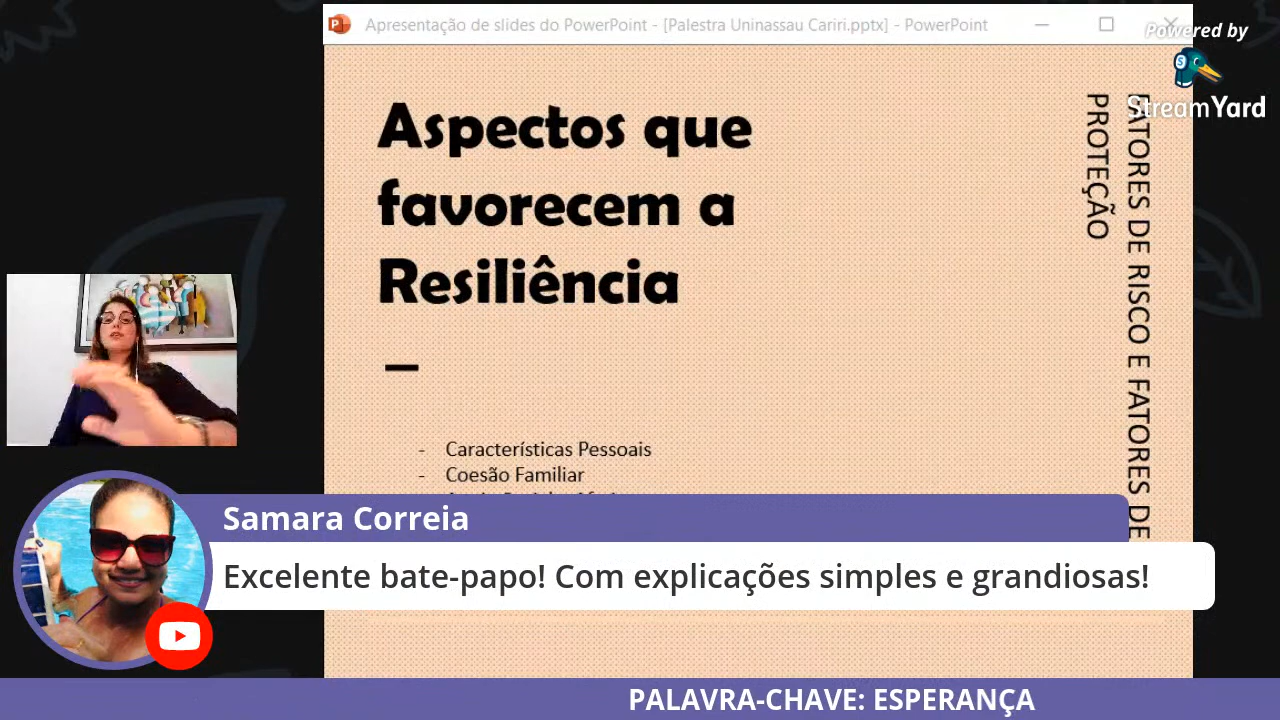 Apresentação de slides do PowerPoint - [Palestra Uninassau Cariri.pptx] - PowerPoint
Powered by
StreamYard
Aspectos que
favorecem a
Resiliência
FATORES DE RISCO E FATORES DE
PROTEÇÃO
- Características Pessoais
- Coesão Familiar
Samara Correia
Excelente bate-papo! Com explicações simples e grandiosas!
PALAVRA-CHAVE: ESPERANÇA